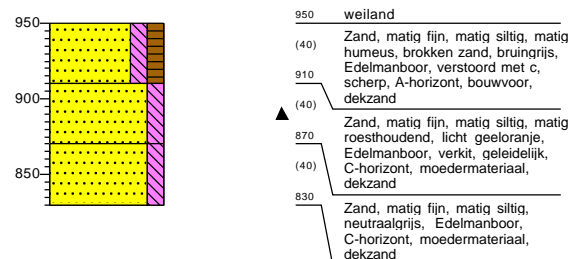 950
900
850
950 weiland
(40) Zand, matig fijn, matig siltig, matig
humeus, brokken zand, bruingrijs,
Edelmanboor, verstoord met c,
scherp, A-horizont, bouwvoor,
dekzand
910
(40) Zand, matig fijn, matig siltig, matig
roesthoudend, licht geeloranje,
Edelmanboor, verkit, geleidelijk,
C-horizont, moedermateriaal,
dekzand
870
(40) Zand, matig fijn, matig siltig,
neutraalgrijs, Edelmanboor,
C-horizont, moedermateriaal,
dekzand
830